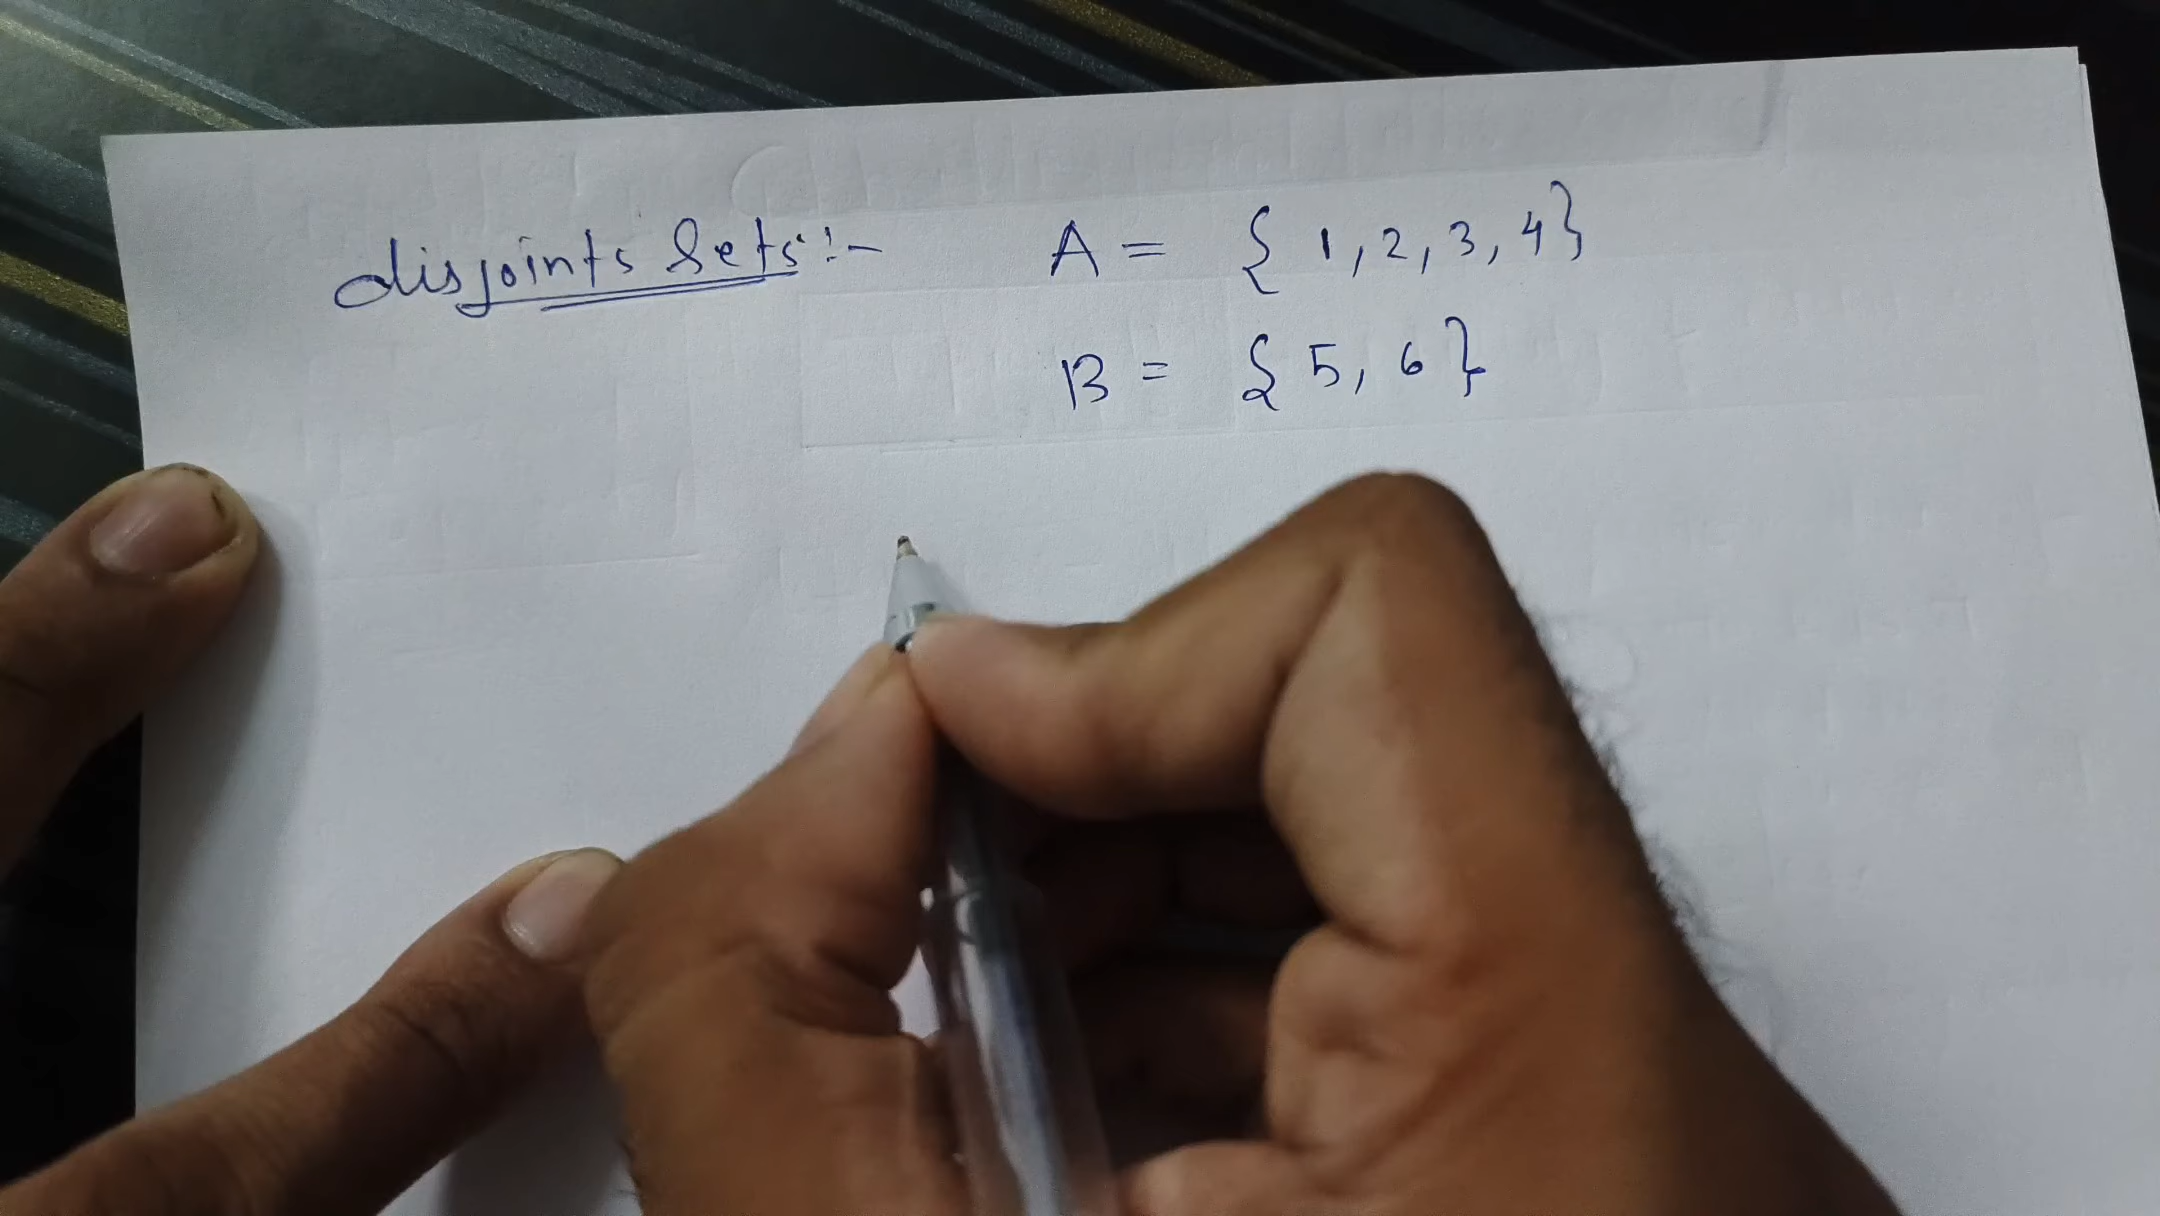 disjoints Sets :- A = { 1, 2, 3, 4}
B = { 5, 6 }